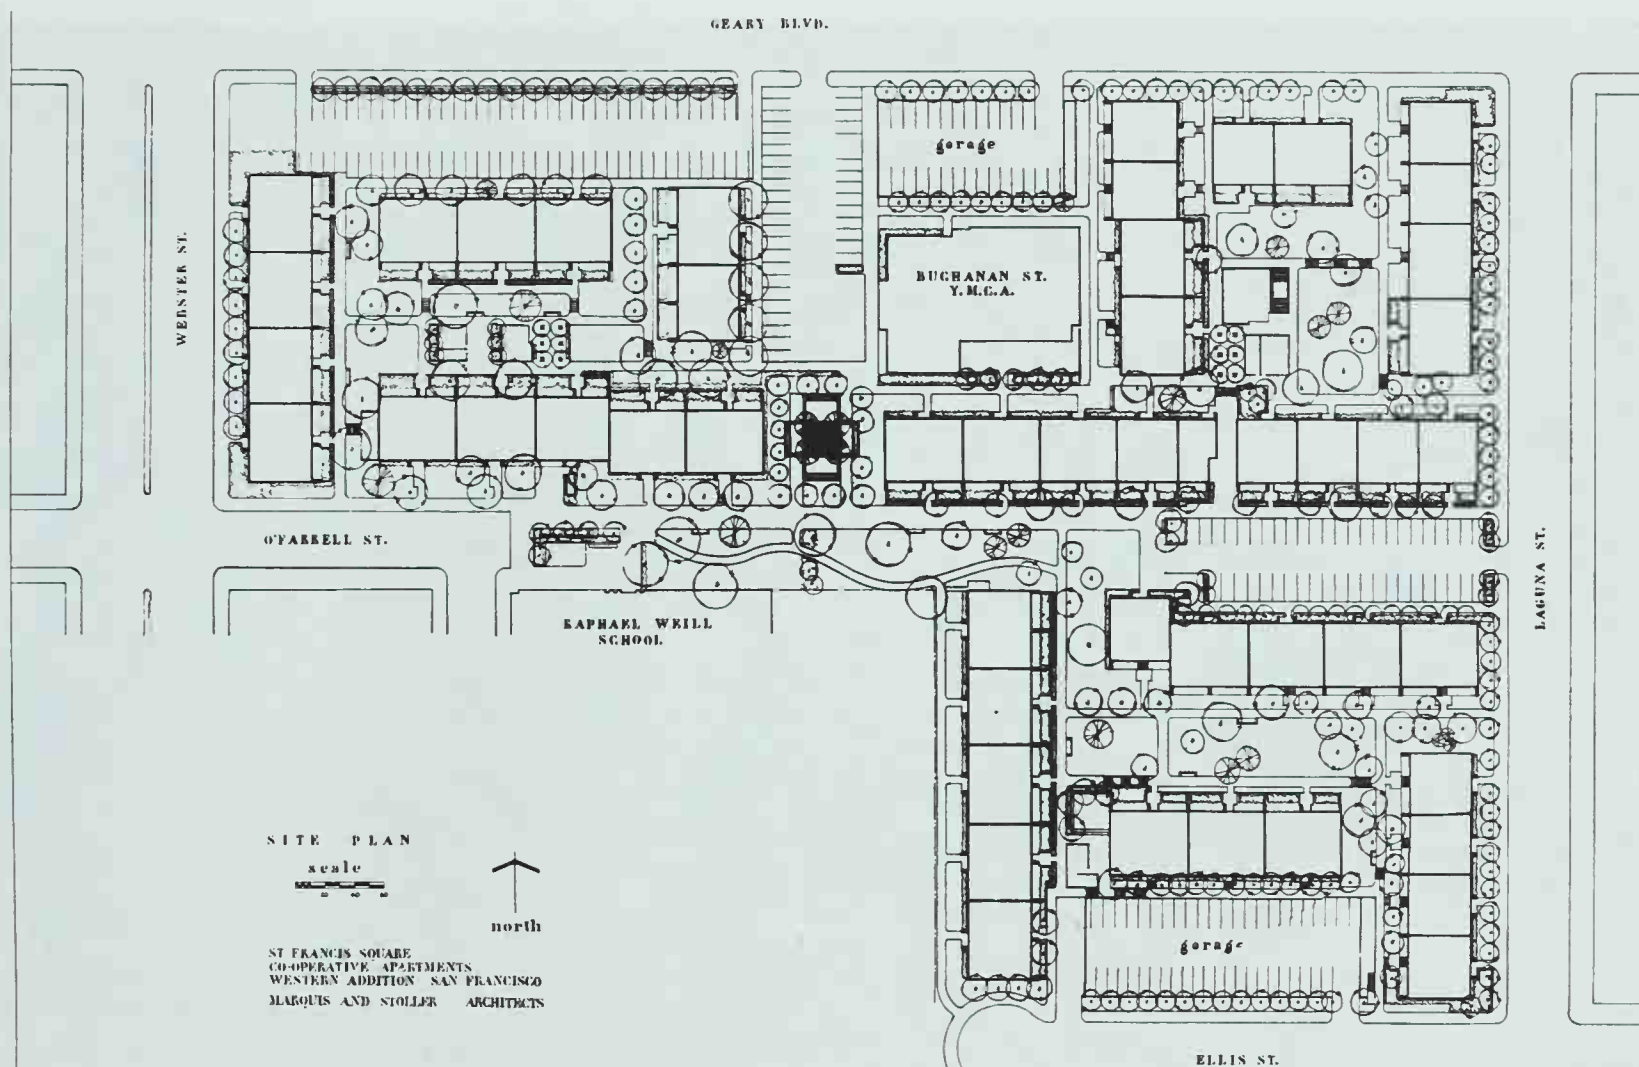 GEARY BLVD.
WEBSTER ST.
garage
BUCHANAN ST.
Y.M.C.A.
O'FARRELL ST.
LAGUNA ST.
RAPHAEL WEILL
SCHOOL
SITE PLAN
scale
north
garage
ST FRANCIS SQUARE
CO-OPERATIVE APARTMENTS
WESTERN ADDITION SAN FRANCISCO
MARQUIS AND STOLLER ARCHITECTS
ELLIS ST.